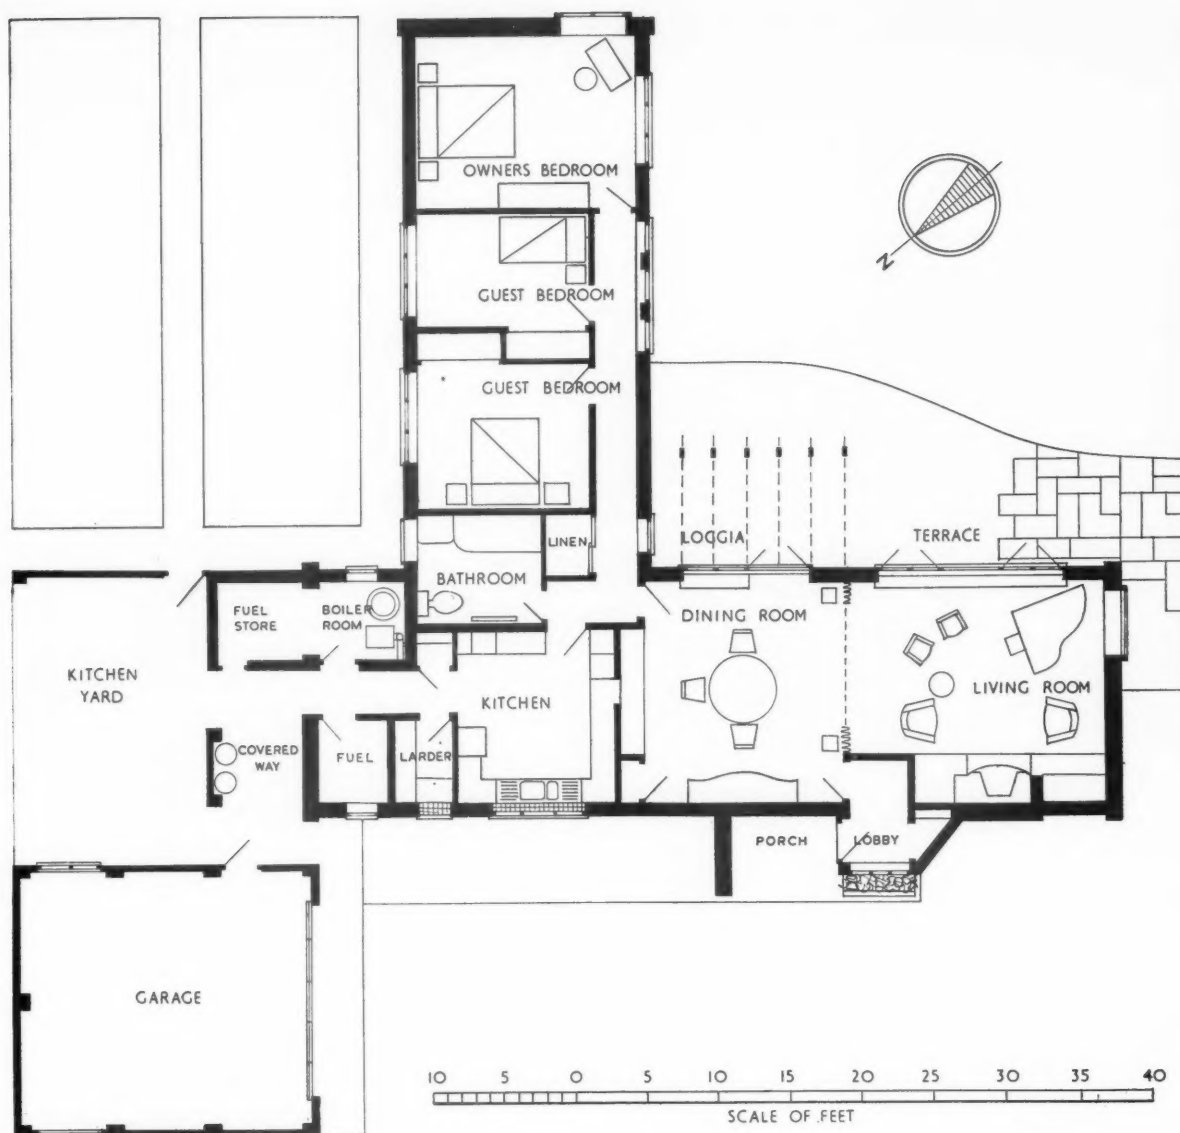 OWNERS BEDROOM
N
GUEST BEDROOM
GUEST BEDROOM
LINEN
LOGGIA
TERRACE
BATHROOM
FUEL
STORE
BOILER
ROOM
DINING ROOM
KITCHEN
YARD
KITCHEN
LIVING ROOM
COVERED
WAY
FUEL
LARDER
PORCH
LOBBY
GARAGE
10 5 0 5 10 15 20 25 30 35 40
SCALE OF FEET